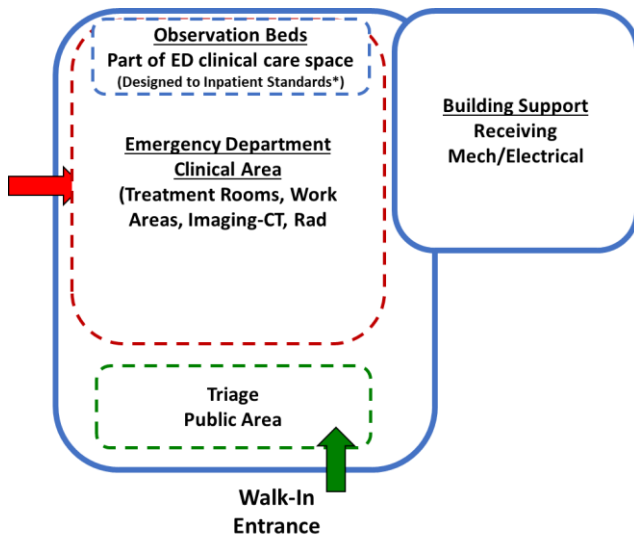 Observation Beds
Part of ED clinical care space
(Designed to Inpatient Standards*)
Emergency Department
Clinical Area
(Treatment Rooms, Work
Areas, Imaging-CT, Rad
Building Support
Receiving
Mech/Electrical
Triage
Public Area
Walk-In
Entrance